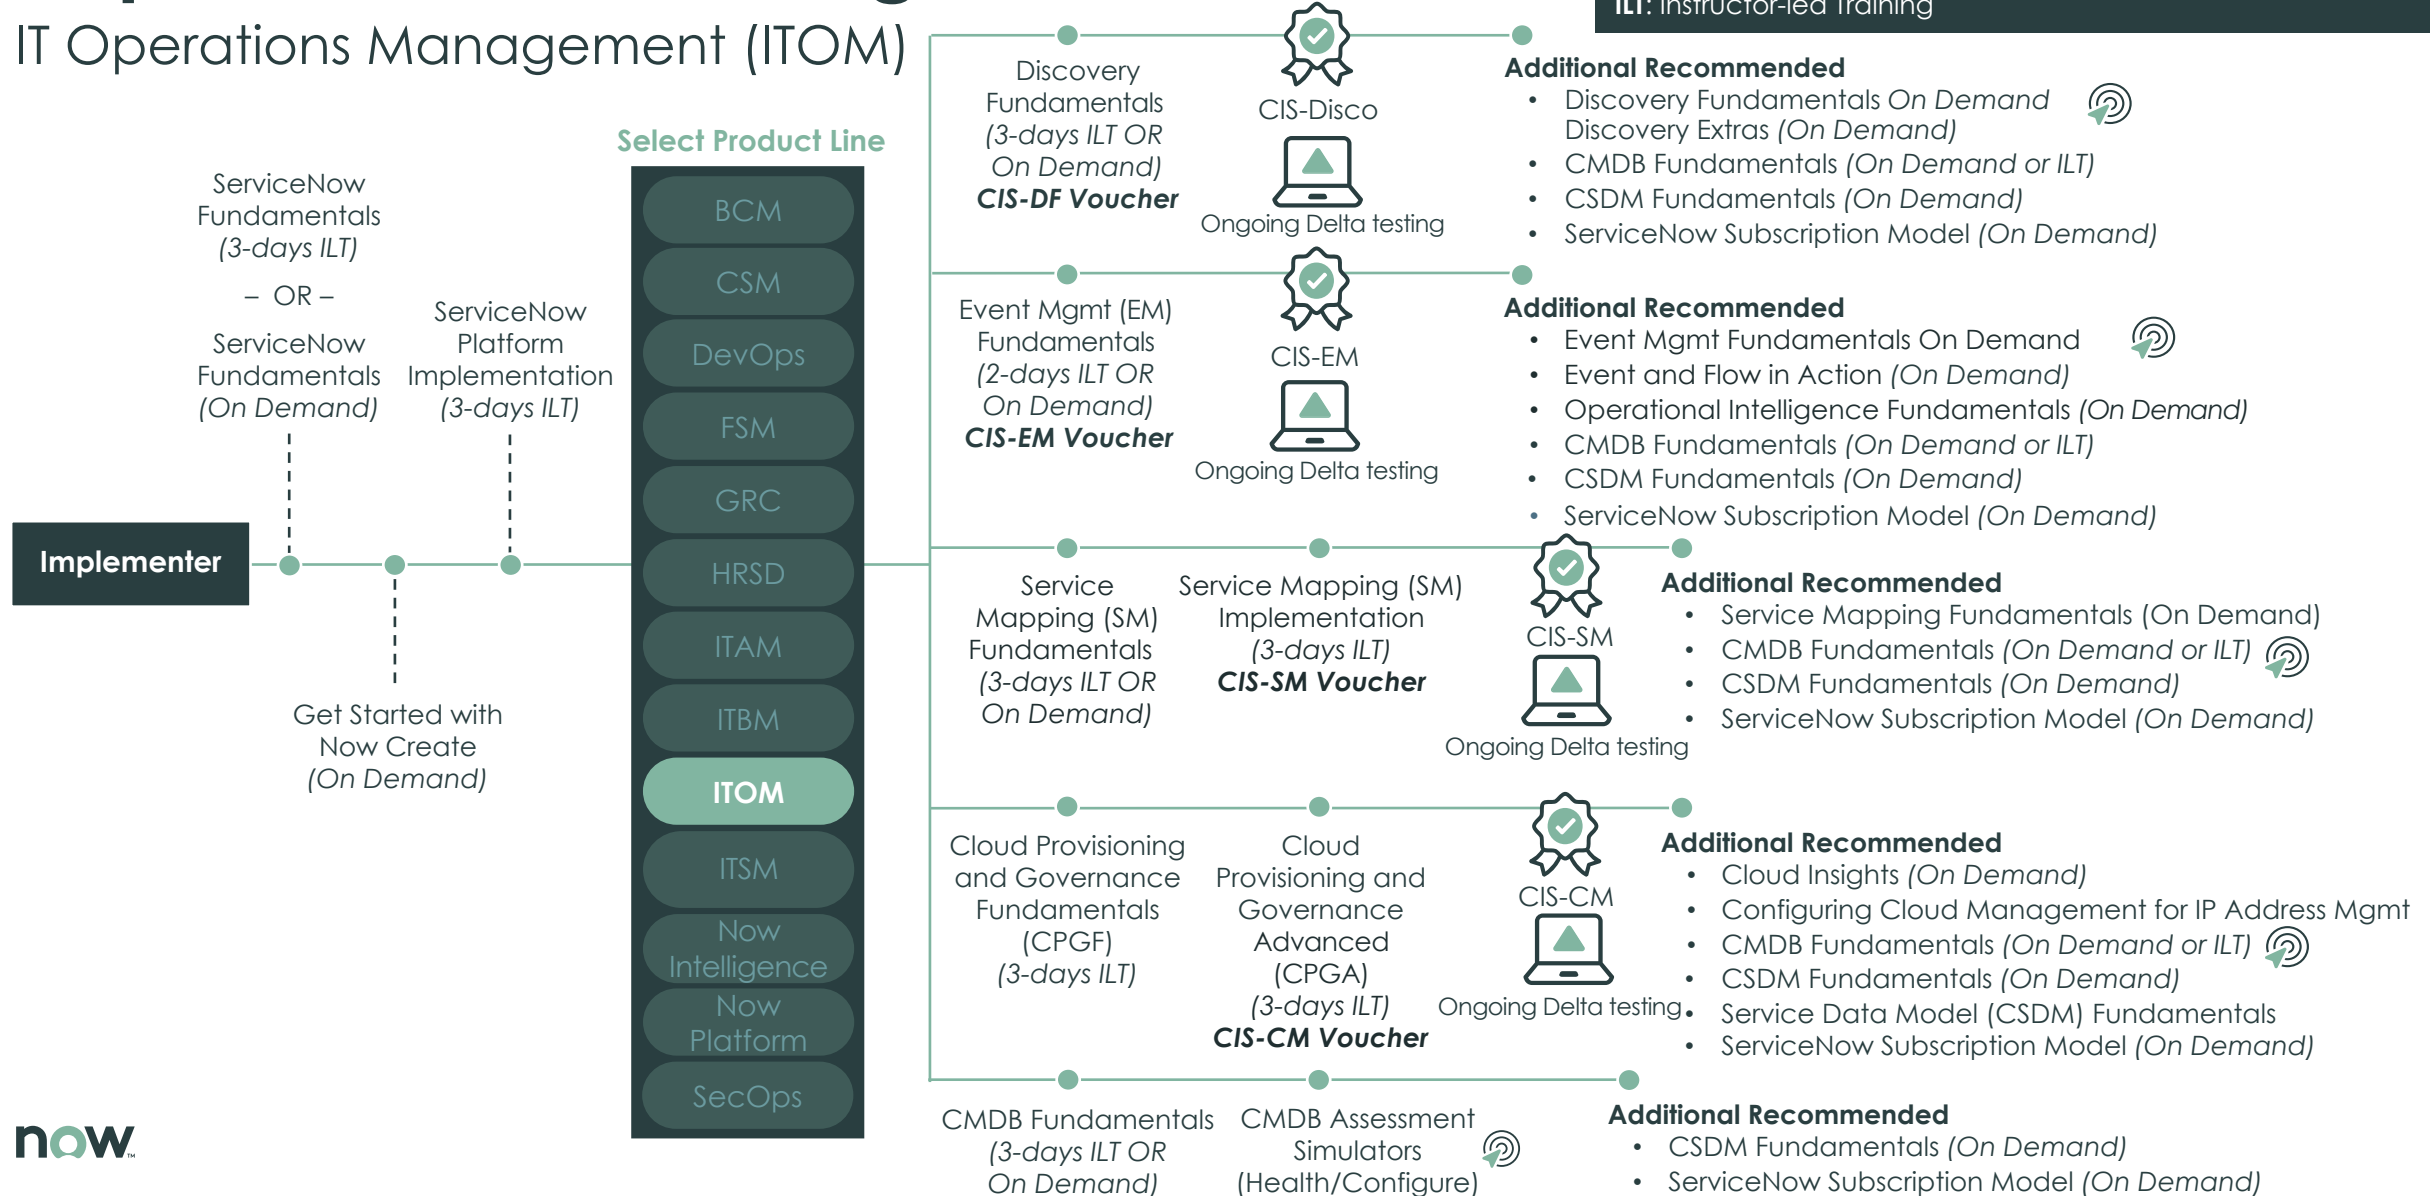 IT Operations Management (ITOM)
ILT: Instructor-led Training
Implementer
ServiceNow
Fundamentals
(3-days ILT)
– OR –
ServiceNow
Fundamentals
(On Demand)
Get Started with
Now Create
(On Demand)
ServiceNow
Platform
Implementation
(3-days ILT)
Select Product Line
BCM
CSM
DevOps
FSM
GRC
HRSD
ITAM
ITBM
ITOM
ITSM
Now
Intelligence
Now
Platform
SecOps
Discovery
Fundamentals
(3-days ILT OR
On Demand)
CIS-DF Voucher
CIS-Disco
Ongoing Delta testing
Additional Recommended
• Discovery Fundamentals On Demand
Discovery Extras (On Demand)
• CMDB Fundamentals (On Demand or ILT)
• CSDM Fundamentals (On Demand)
• ServiceNow Subscription Model (On Demand)
Event Mgmt (EM)
Fundamentals
(2-days ILT OR
On Demand)
CIS-EM Voucher
CIS-EM
Ongoing Delta testing
Additional Recommended
• Event Mgmt Fundamentals On Demand
• Event and Flow in Action (On Demand)
• Operational Intelligence Fundamentals (On Demand)
• CMDB Fundamentals (On Demand or ILT)
• CSDM Fundamentals (On Demand)
• ServiceNow Subscription Model (On Demand)
Service
Mapping (SM)
Fundamentals
(3-days ILT OR
On Demand)
Service Mapping (SM)
Implementation
(3-days ILT)
CIS-SM Voucher
CIS-SM
Ongoing Delta testing
Additional Recommended
• Service Mapping Fundamentals (On Demand)
• CMDB Fundamentals (On Demand or ILT)
• CSDM Fundamentals (On Demand)
• ServiceNow Subscription Model (On Demand)
Cloud Provisioning
and Governance
Fundamentals
(CPGF)
(3-days ILT)
Cloud
Provisioning and
Governance
Advanced
(CPGA)
(3-days ILT)
CIS-CM Voucher
CIS-CM
Ongoing Delta testing
Additional Recommended
• Cloud Insights (On Demand)
• Configuring Cloud Management for IP Address Mgmt
• CMDB Fundamentals (On Demand or ILT)
• CSDM Fundamentals (On Demand)
• Service Data Model (CSDM) Fundamentals
• ServiceNow Subscription Model (On Demand)
CMDB Fundamentals
(3-days ILT OR
On Demand)
CMDB Assessment
Simulators
(Health/Configure)
Additional Recommended
• CSDM Fundamentals (On Demand)
• ServiceNow Subscription Model (On Demand)
now™